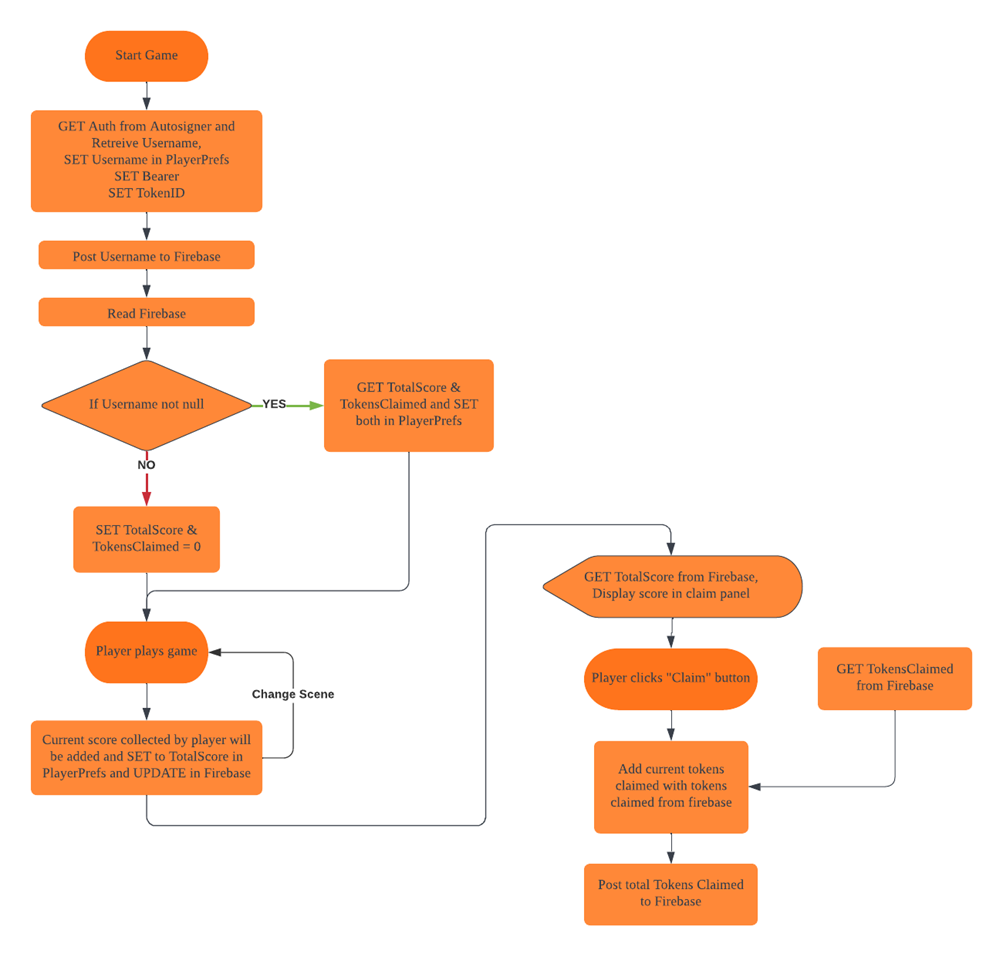 Start Game
GET Auth from Autosigner and
Retreive Username,
SET Username in PlayerPrefs
SET Bearer
SET TokenID
Post Username to Firebase
Read Firebase
If Username not null
YES
GET TotalScore &
TokensClaimed and SET
both in PlayerPrefs
NO
SET TotalScore &
TokensClaimed = 0
Player plays game
Change Scene
Current score collected by player will
be added and SET to TotalScore in
PlayerPrefs and UPDATE in Firebase
GET TotalScore from Firebase,
Display score in claim panel
Player clicks "Claim" button
GET TokensClaimed
from Firebase
Add current tokens
claimed with tokens
claimed from firebase
Post total Tokens Claimed
to Firebase